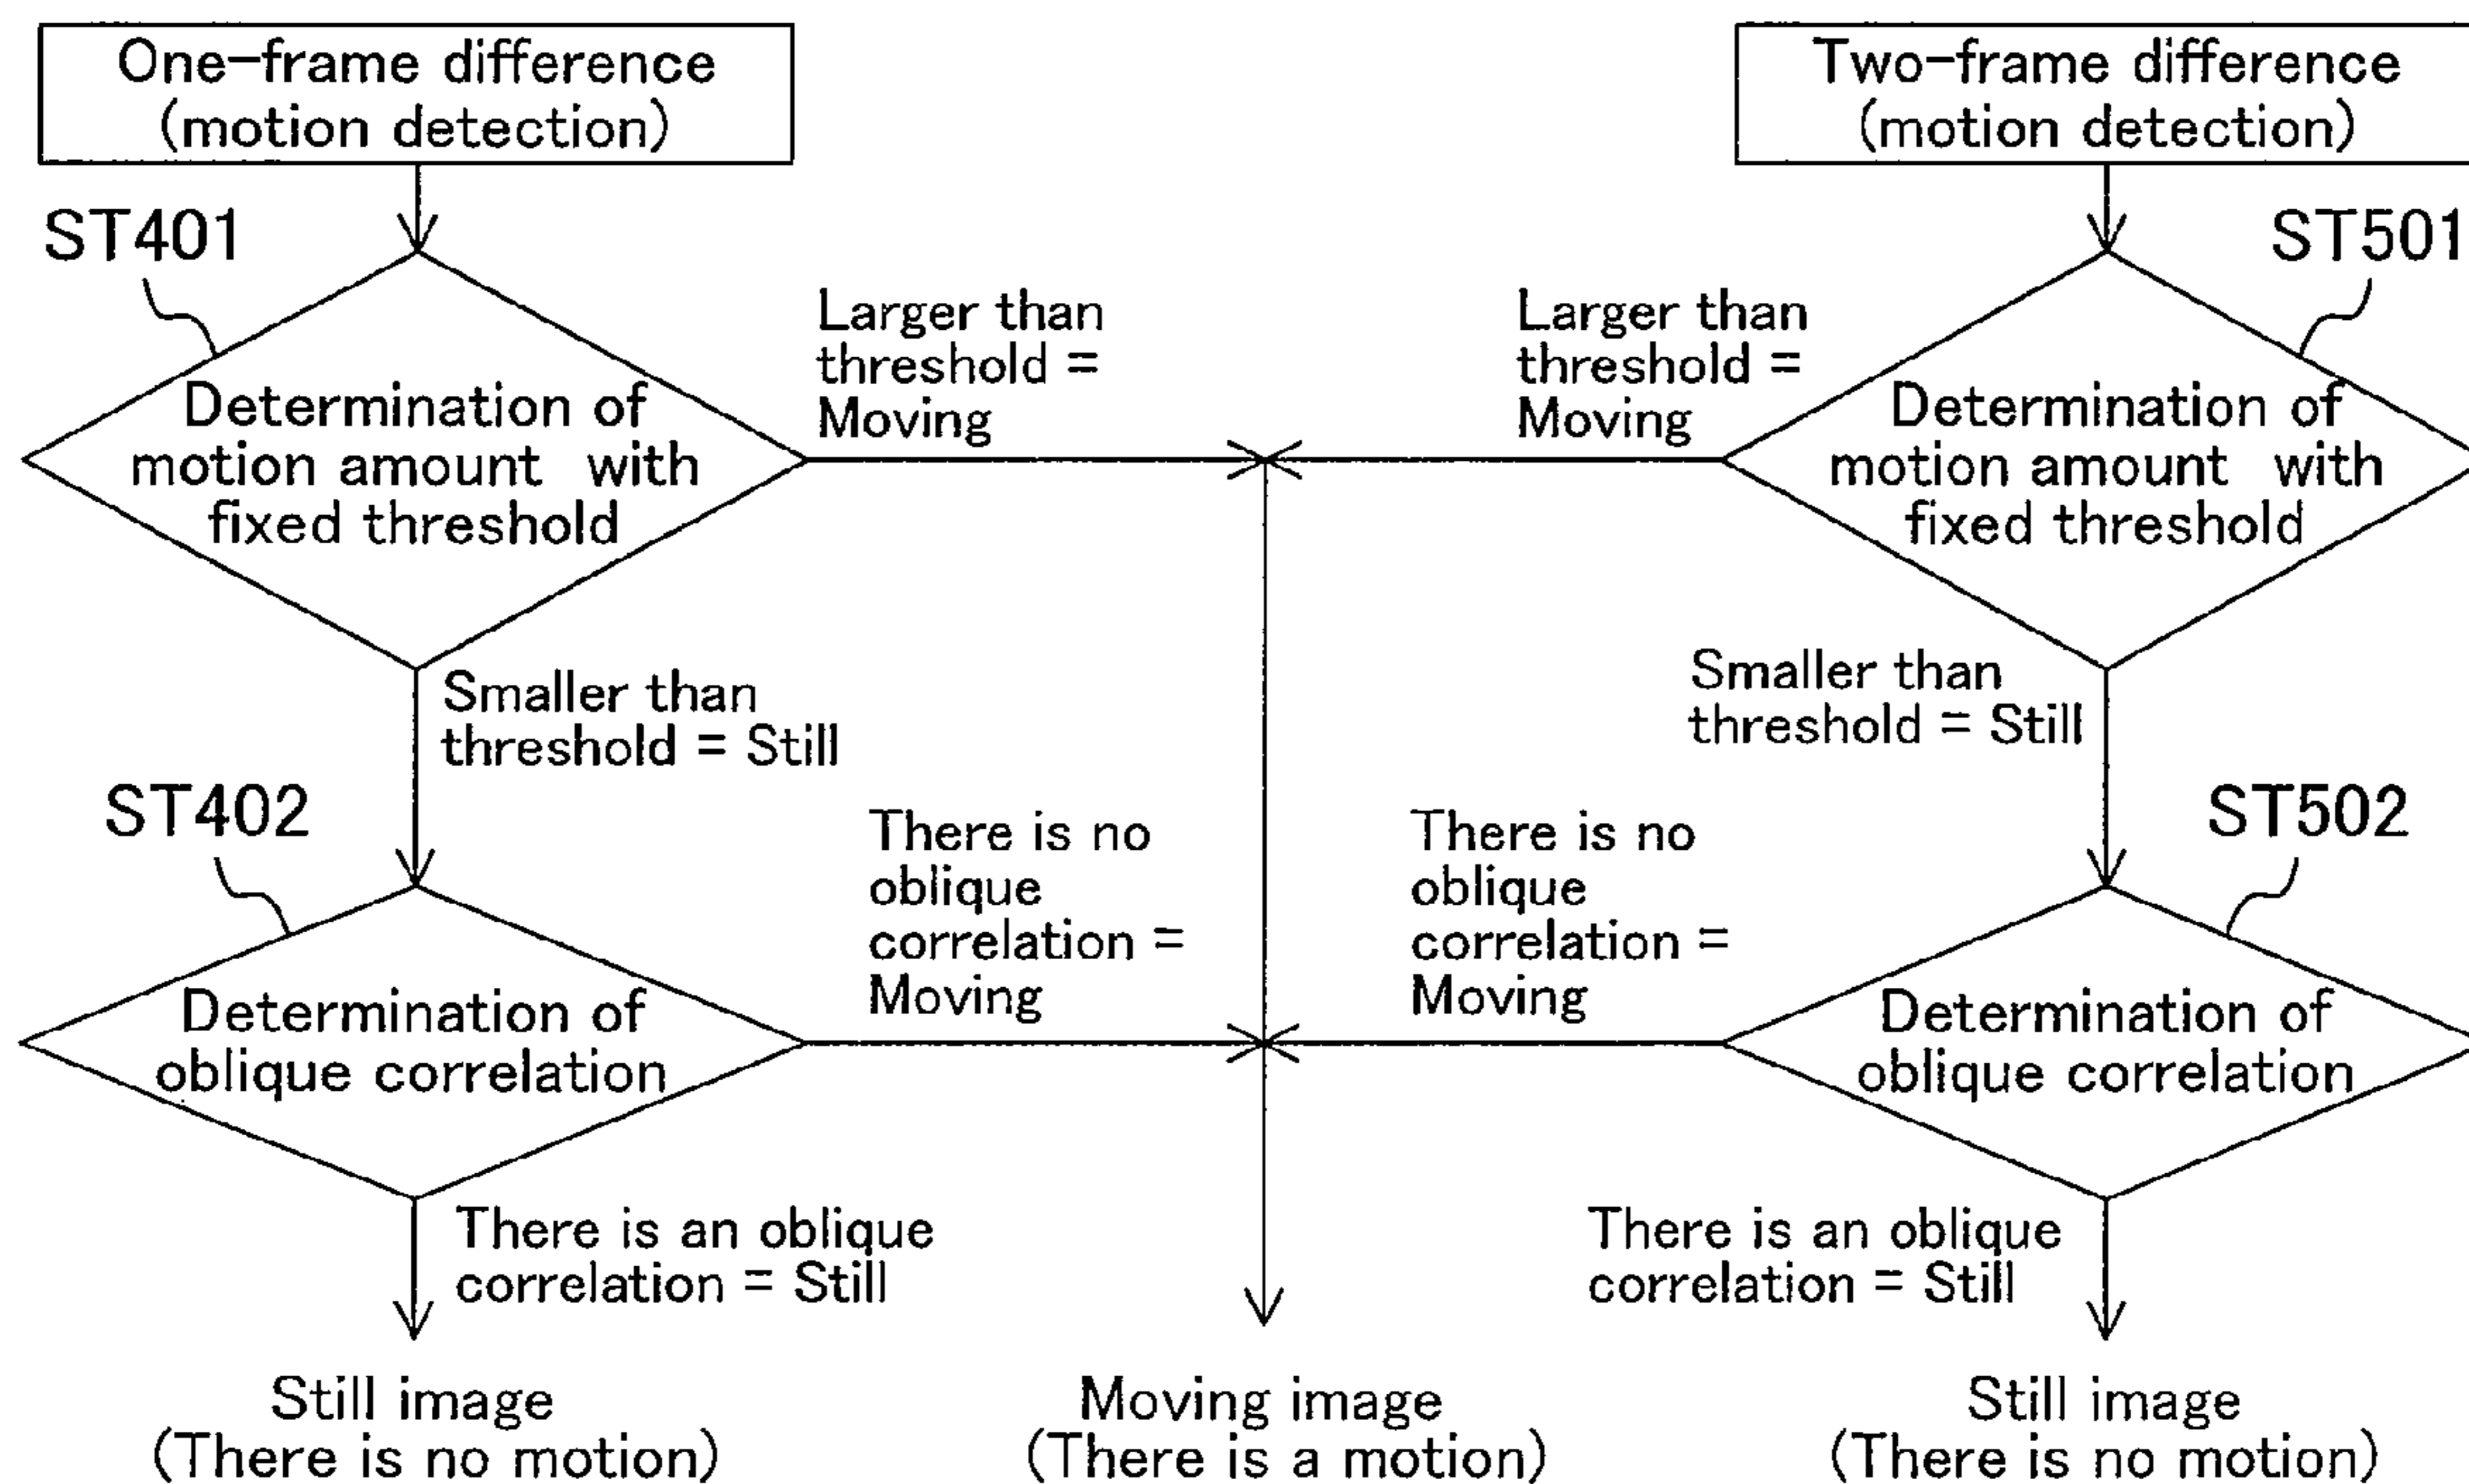 One-frame difference
(motion detection)
Two-frame difference
(motion detection)
ST401
ST501
Larger than
threshold =
Moving
Larger than
threshold =
Moving
Determination of
motion amount with
fixed threshold
Determination of
motion amount with
fixed threshold
Smaller than
threshold = Still
Smaller than
threshold = Still
ST402
ST502
There is no
oblique
correlation =
Moving
There is no
oblique
correlation =
Moving
Determination of
oblique correlation
Determination of
oblique correlation
There is an oblique
correlation = Still
There is an oblique
correlation = Still
Still image
(There is no motion)
Moving image
(There is a motion)
Still image
(There is no motion)